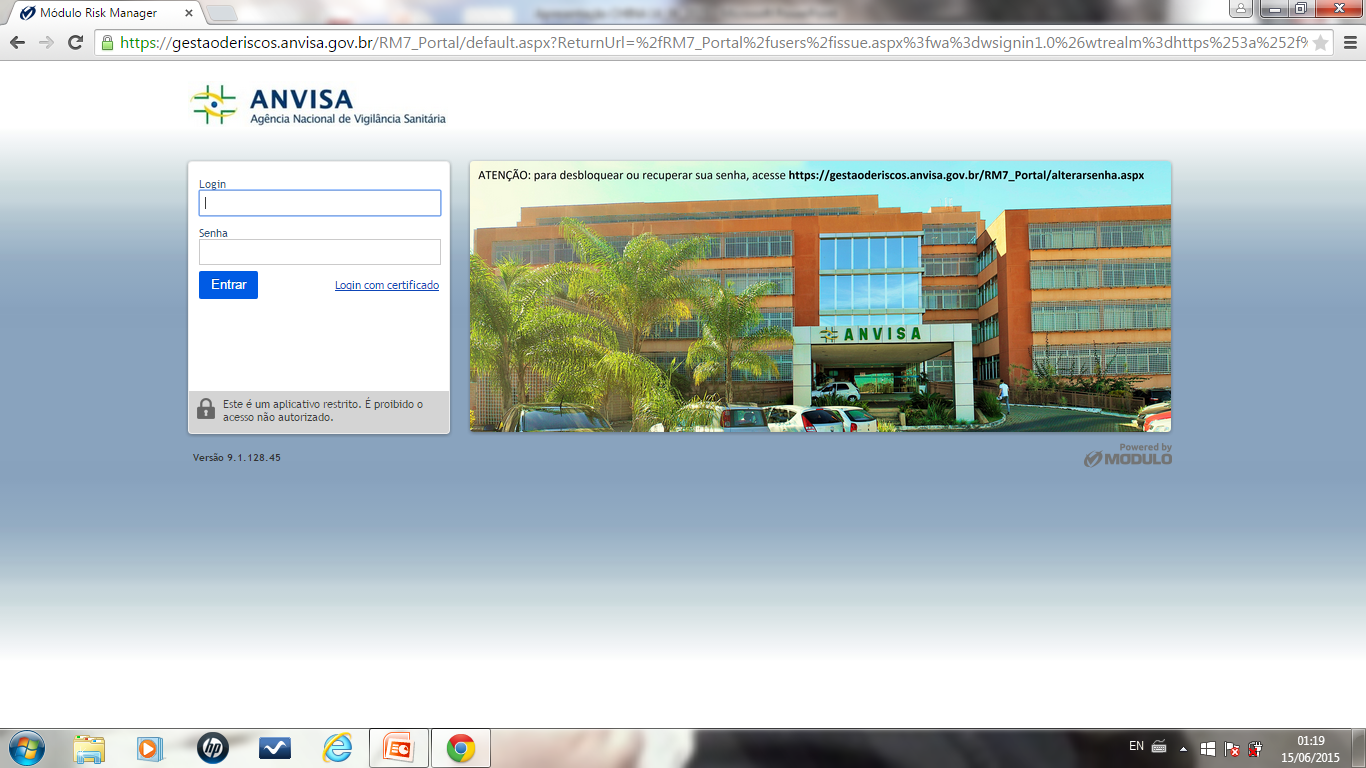 Módulo Risk Manager
https://gestaoderiscos.anvisa.gov.br/RM7_Portal/default.aspx?ReturnUrl=%2fRM7_Portal%2fusers%2fissue.aspx%3fwa%3dwsignin1.0%26wtrealm%3dhttps%253a%252f%
ANVISA
Agência Nacional de Vigilância Sanitária
Login
Senha
Entrar
Login com certificado
Este é um aplicativo restrito. É proibido o
acesso não autorizado.
Versão 9.1.128.45
ATENÇÃO: para desbloquear ou recuperar sua senha, acesse https://gestaoderiscos.anvisa.gov.br/RM7_Portal/alterarsenha.aspx
ANVISA
Powered by
MODULO
hp
EN
01:19
15/06/2015